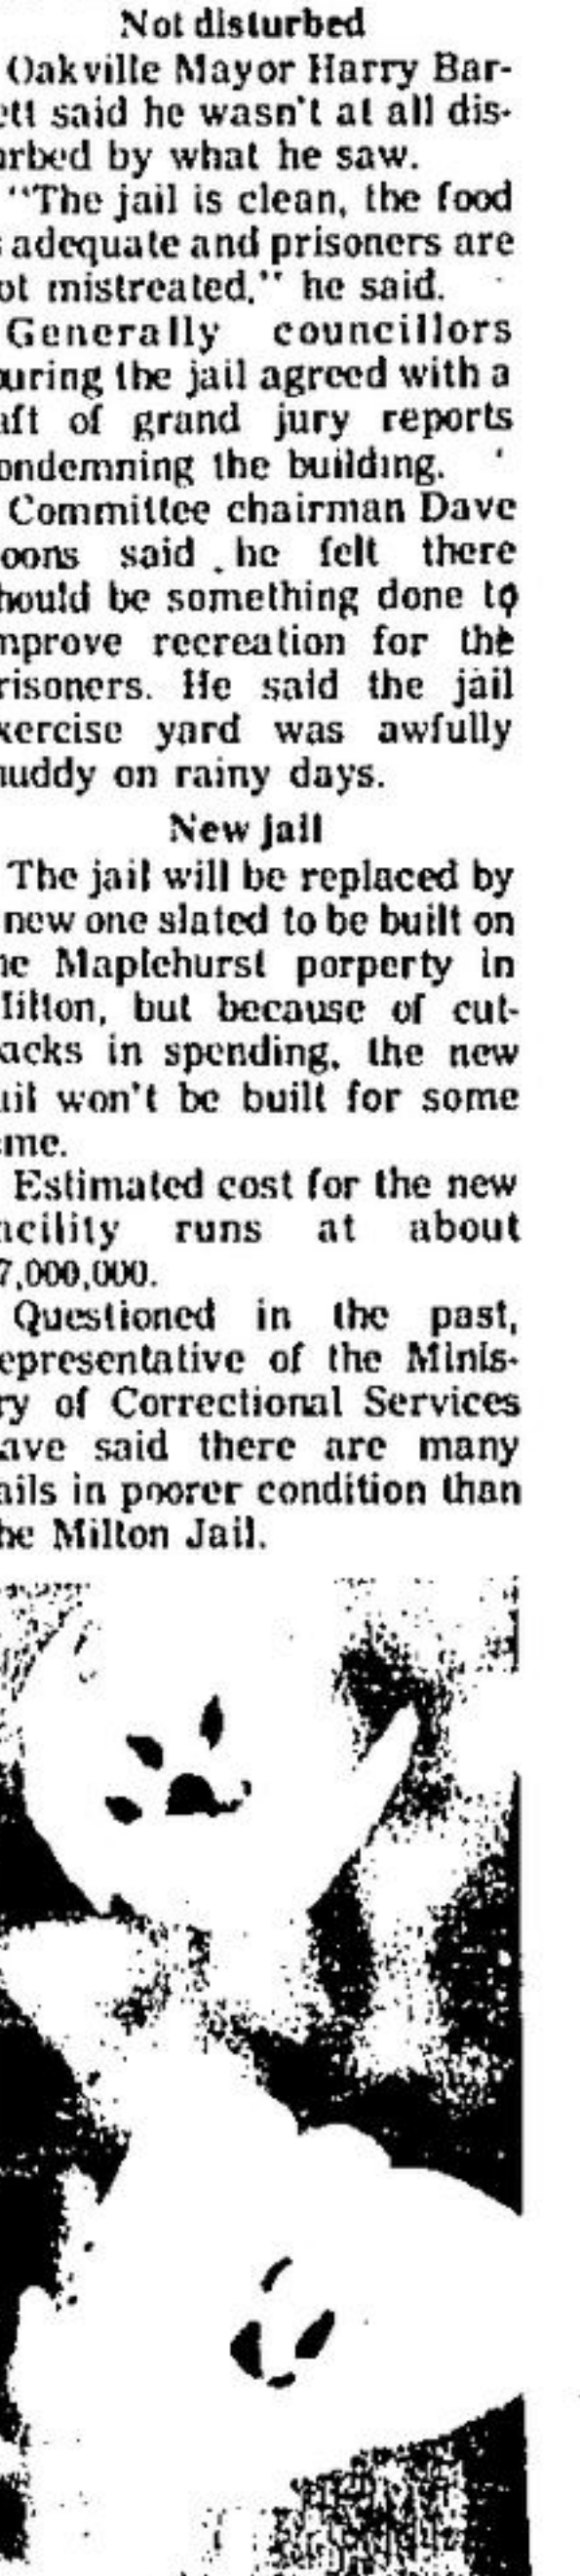 Not disturbed
Oakville Mayor Harry Bar-
ett said he wasn't at all dis-
urbed by what he saw.
"The jail is clean, the food
s adequate and prisoners are
ot mistreated," he said.
Generally councillors
ouring the jail agreed with a
aft of grand jury reports
ondemning the building.
Committee chairman Dave
oons said he felt there
hould be something done to
mprove recreation for the
risoners. He said the jail
xercise yard was awfully
uddy on rainy days.
New jail
The jail will be replaced by
new one slated to be built on
he Maplehurst porperty in
ilton, but because of cut-
acks in spending, the new
ail won't be built for some
ime.
Estimated cost for the new
acility runs at about
7,000,000.
Questioned in the past,
epresentative of the Minis-
ry of Correctional Services
ave said there are many
ails in poorer condition than
he Milton Jail.